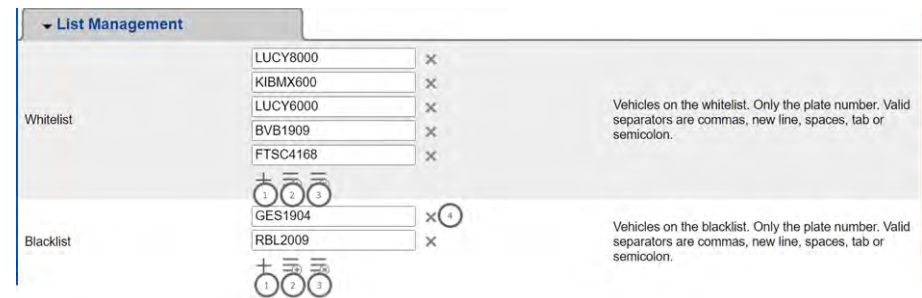 List Management
Whitelist
LUCY8000
KIBMX600
LUCY6000
BVB1909
FTSC4168
Vehicles on the whitelist. Only the plate number. Valid
separators are commas, new line, spaces, tab or
semicolon.
1 2 3
Blacklist
GES1904
4
RBL2009
Vehicles on the blacklist. Only the plate number. Valid
separators are commas, new line, spaces, tab or
semicolon.
1 2 3